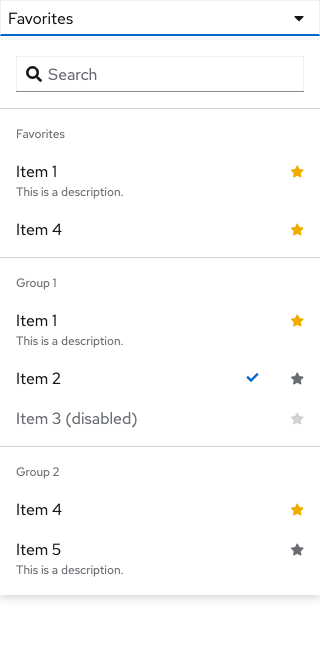 Favorites
Search
Favorites
Item 1
This is a description.
Item 4
Group 1
Item 1
This is a description.
Item 2
Item 3 (disabled)
Group 2
Item 4
Item 5
This is a description.